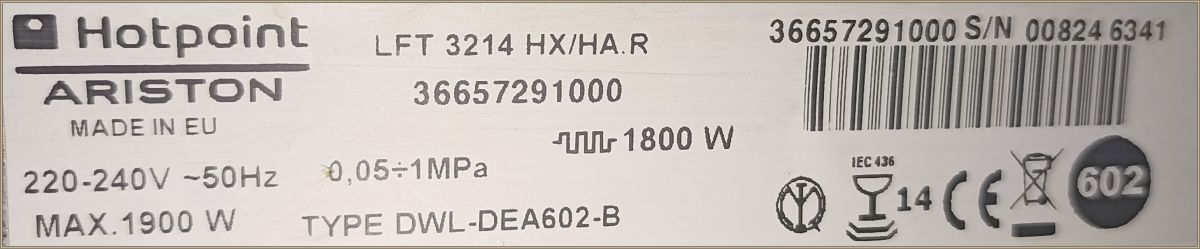 Hotpoint
ARISTON
MADE IN EU
220-240V ~50Hz
MAX.1900 W
LFT 3214 HX/HA.R
36657291000
1800 W
0,05÷1MPa
TYPE DWL-DEA602-B
36657291000 S/N 00824 6341
IEC 436
14
CE
602